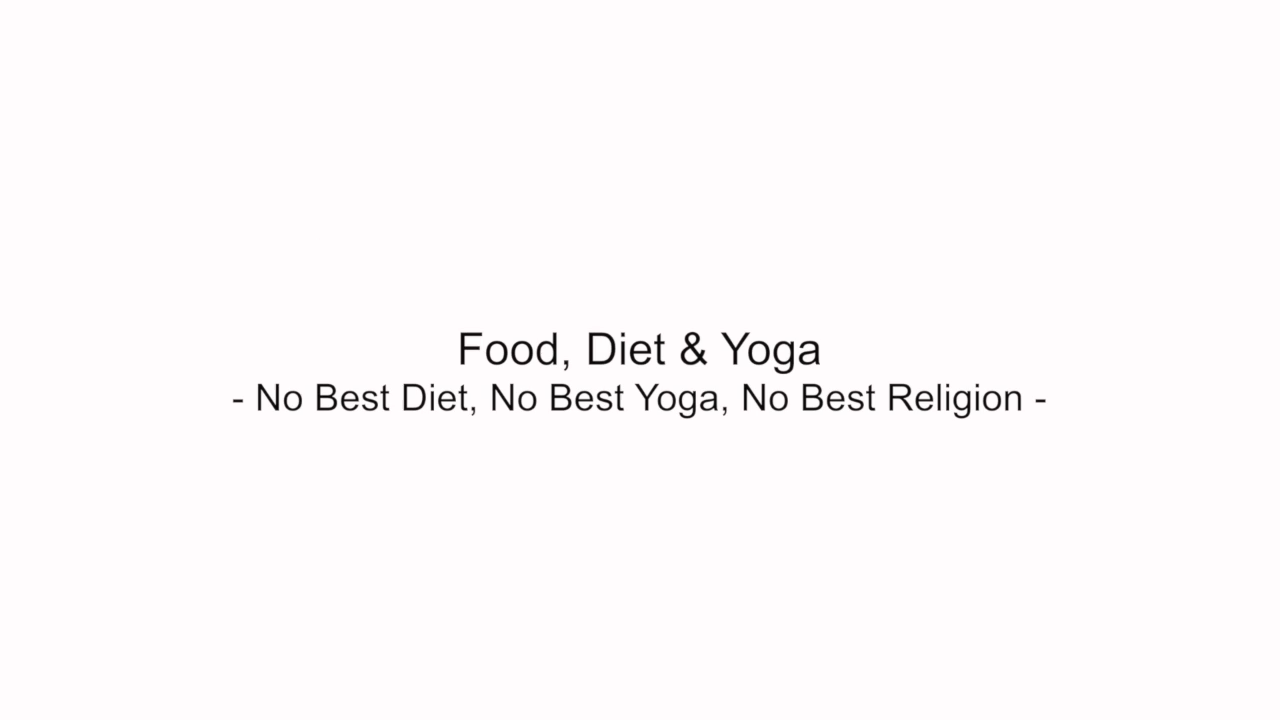 Food, Diet & Yoga
- No Best Diet, No Best Yoga, No Best Religion -